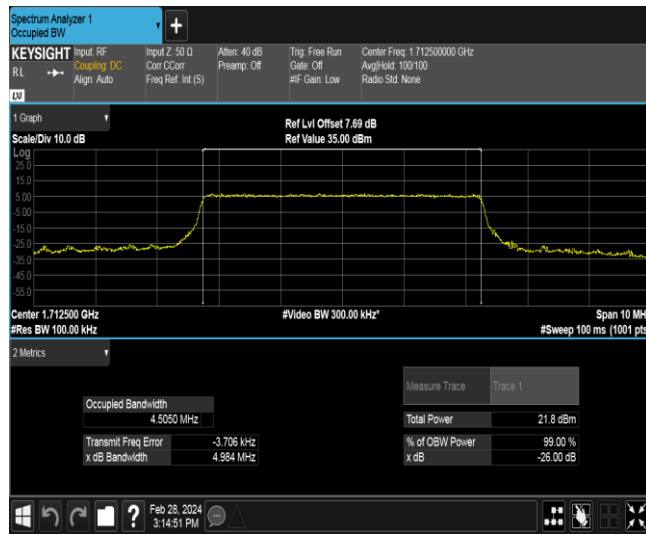 Spectrum Analyzer 1
Occupied BW
KEYSIGHT
RL
LXI
Input: RF
Coupling: DC
Align: Auto
Input Z: 50 Ω
Corr CCorr
Freq Ref: Int (S)
Atten: 40 dB
Preamp: Off
Trig: Free Run
Gate: Off
#IF Gain: Low
Center Freq: 1.712500000 GHz
Avg|Hold: 100/100
Radio Std: None
1 Graph
Scale/Div 10.0 dB
Ref Lvl Offset 7.69 dB
Ref Value 35.00 dBm
Log
25.0
15.0
5.00
-5.00
-15.0
-25.0
-35.0
-45.0
-55.0
Center 1.712500 GHz
#Res BW 100.00 kHz
#Video BW 300.00 kHz*
Span 10 MH
#Sweep 100 ms (1001 pts
2 Metrics
Measure Trace Trace 1
Occupied Bandwidth
4.5050 MHz
Total Power 21.8 dBm
Transmit Freq Error -3.706 kHz
% of OBW Power 99.00 %
x dB Bandwidth 4.984 MHz
x dB -26.00 dB
?
Feb 28, 2024
3:14:51 PM